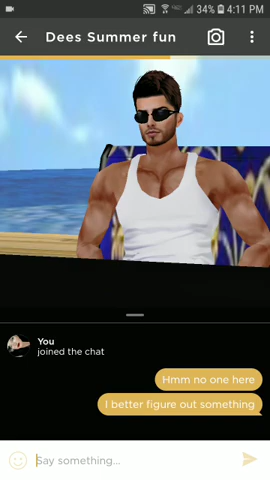 34% 4:11 PM
Dees Summer fun
You
joined the chat
Hmm no one here
I better figure out something
Say something...